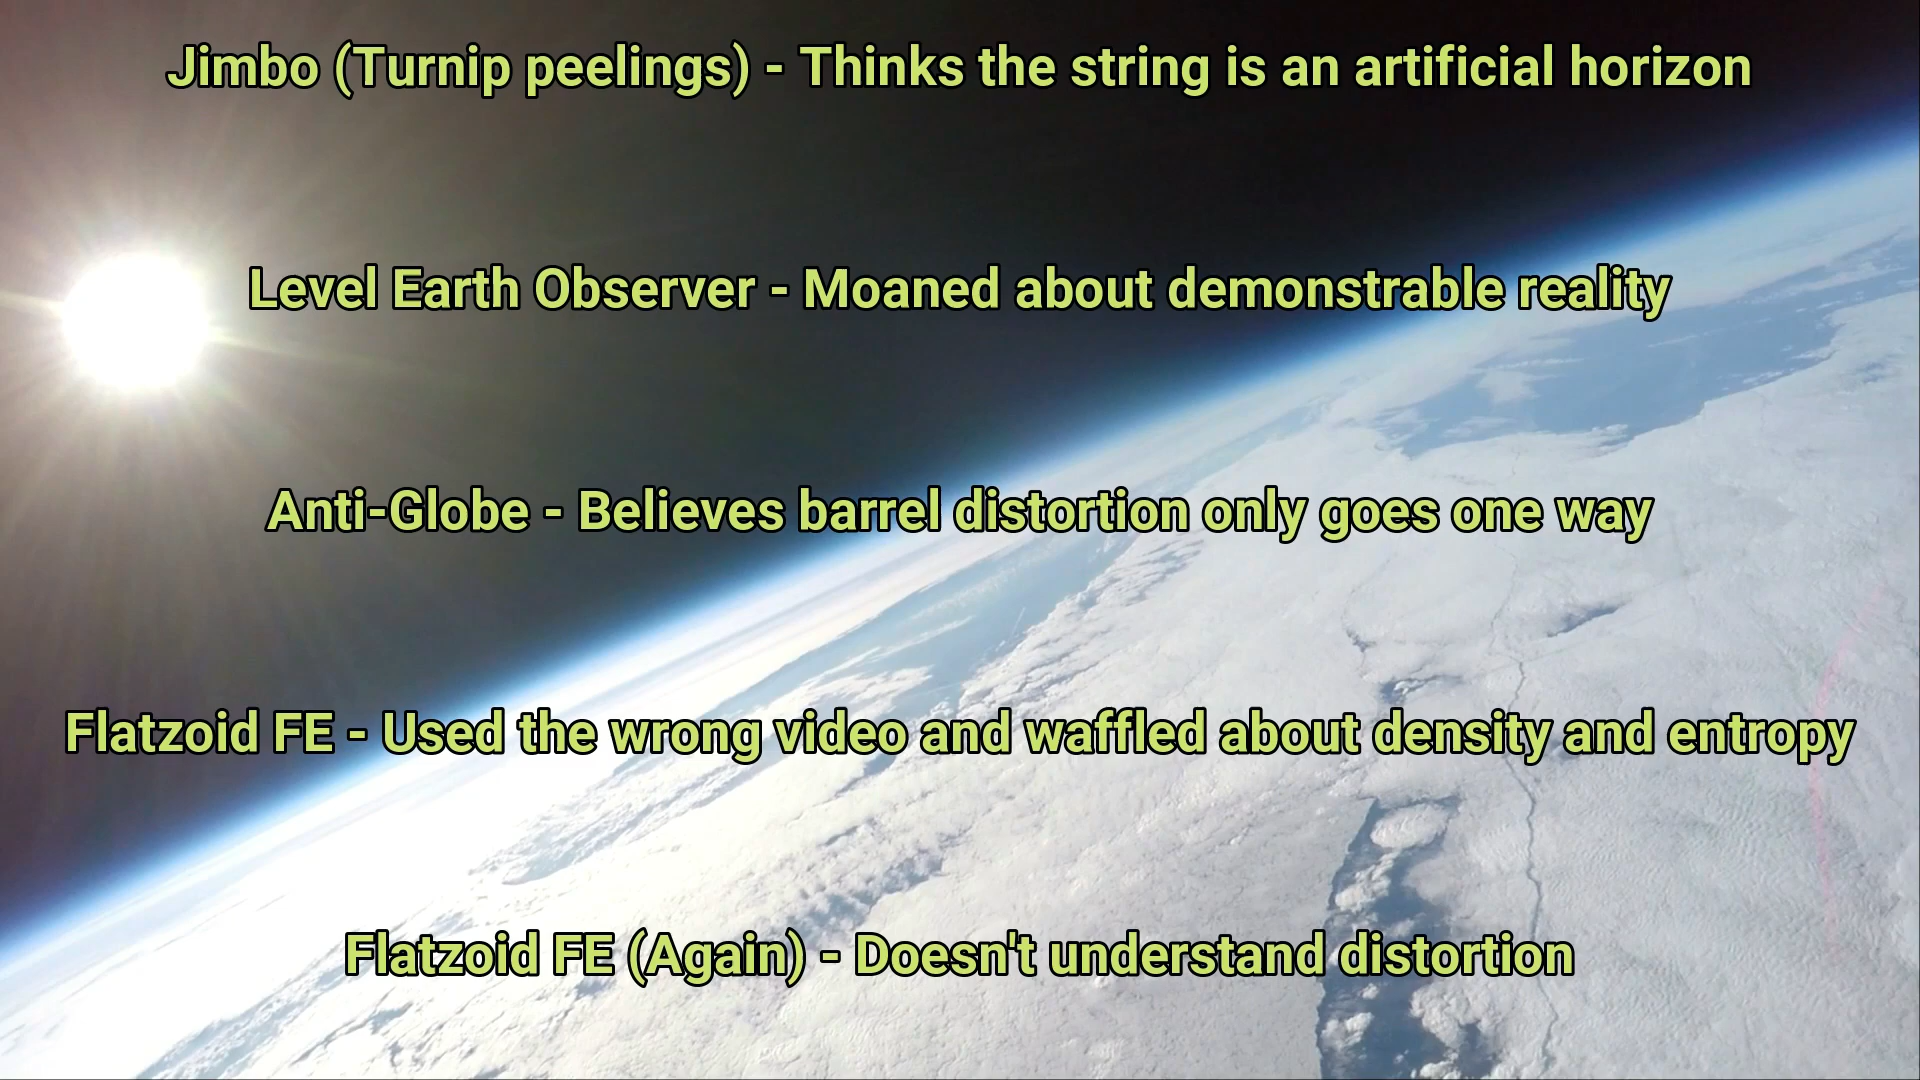 Jimbo (Turnip peelings) - Thinks the string is an artificial horizon
Level Earth Observer - Moaned about demonstrable reality
Anti-Globe - Believes barrel distortion only goes one way
Flatzoid FE - Used the wrong video and waffled about density and entropy
Flatzoid FE (Again) - Doesn't understand distortion